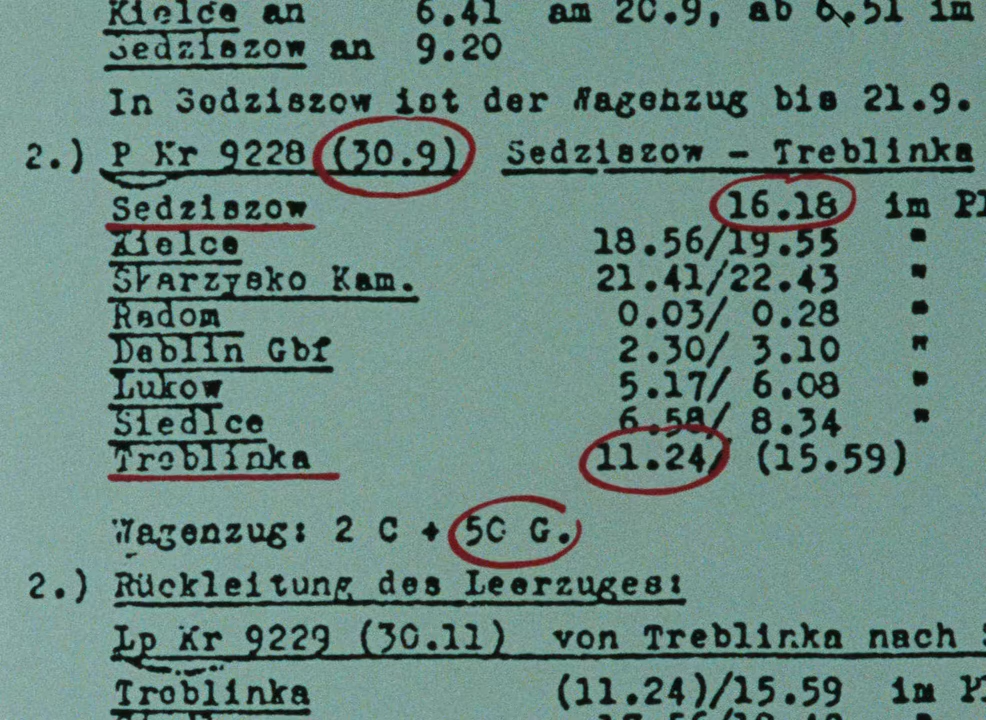 Kielce an 6.41 am 20.9, ab 6.51 im
Sedziszow an 9.20
In Sedziszow ist der Wagenzug bis 21.9.
2.) P Kr 9228 (30.9) Sedziszow - Treblinka
Sedziszow 16.18 im Pl
Kielce 18.56/19.55 "
Skarzysko Kam. 21.41/22.43 "
Radom 0.03/ 0.28 "
Deblin Gbf 2.30/ 3.10 "
Lukow 5.17/ 6.08 "
Siedlce 6.58/ 8.34 "
Treblinka 11.24/ (15.59)
Wagenzug: 2 C + 50 G.
2.) Rückleitung des Leerzuges:
Lp Kr 9229 (30.11) von Treblinka nach S
Treblinka (11.24)/15.59 im Pl